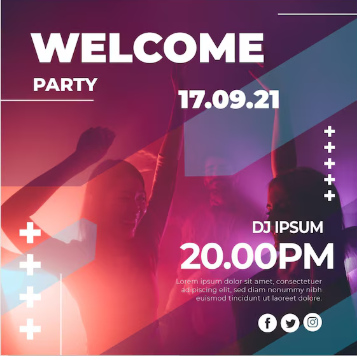 WELCOME
PARTY
17.09.21
DJ IPSUM
20.00PM
Lorem ipsum dolor sit amet, consectetuer
adipiscing elit, sed diam nonummy nibh
euismod tincidunt ut laoreet dolore.